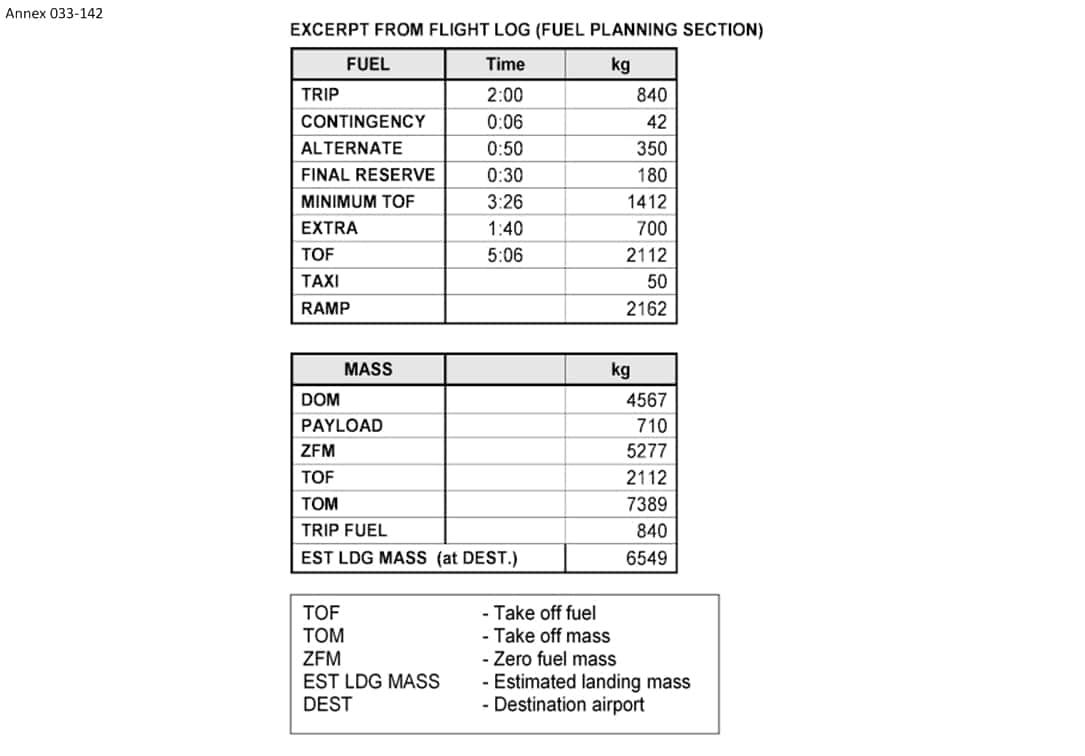 Annex 033-142
EXCERPT FROM FLIGHT LOG (FUEL PLANNING SECTION)
FUEL Time kg
TRIP 2:00 840
CONTINGENCY 0:06 42
ALTERNATE 0:50 350
FINAL RESERVE 0:30 180
MINIMUM TOF 3:26 1412
EXTRA 1:40 700
TOF 5:06 2112
TAXI 50
RAMP 2162
MASS kg
DOM 4567
PAYLOAD 710
ZFM 5277
TOF 2112
TOM 7389
TRIP FUEL 840
EST LDG MASS (at DEST.) 6549
TOF - Take off fuel
TOM - Take off mass
ZFM - Zero fuel mass
EST LDG MASS - Estimated landing mass
DEST - Destination airport